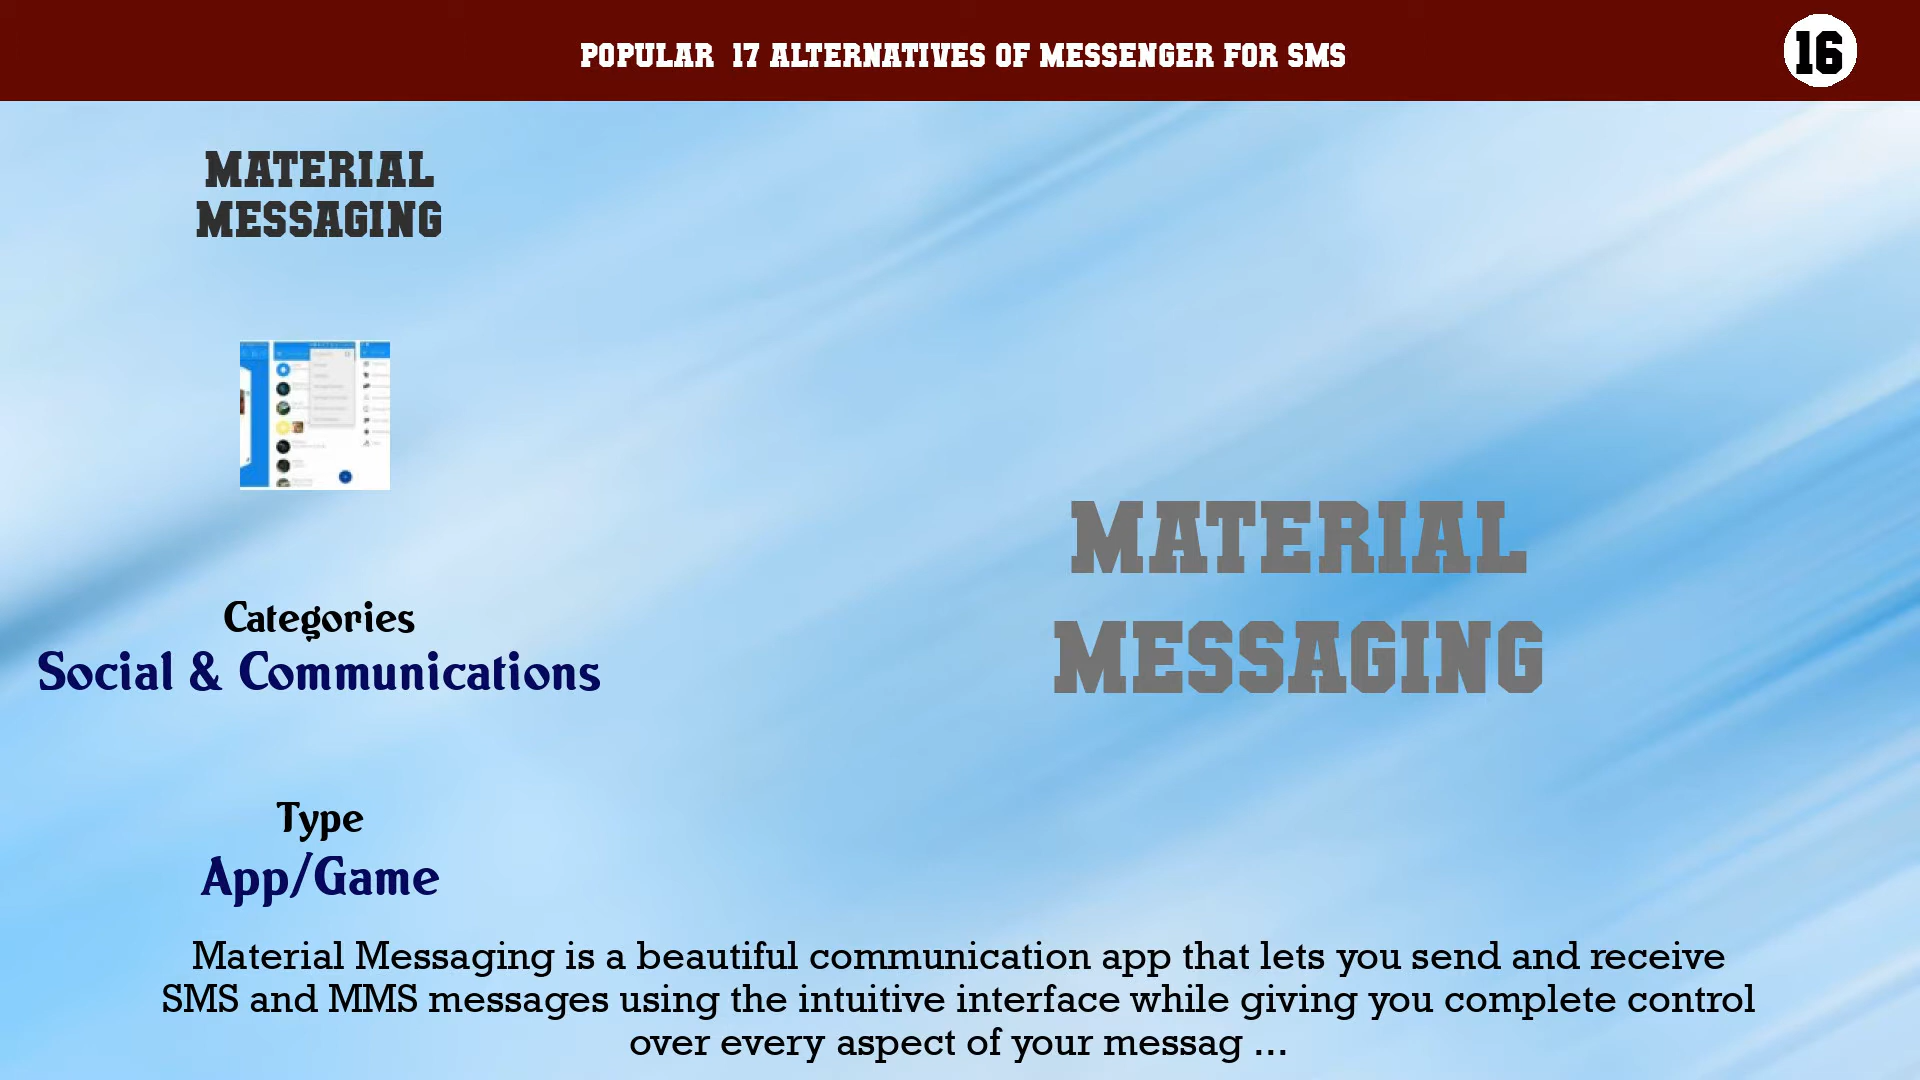 POPULAR 17 ALTERNATIVES OF MESSENGER FOR SMS
16
MATERIAL
MESSAGING
Categories
Social & Communications
MATERIAL
MESSAGING
Type
App/Game
Material Messaging is a beautiful communication app that lets you send and receive
SMS and MMS messages using the intuitive interface while giving you complete control
over every aspect of your messag ...